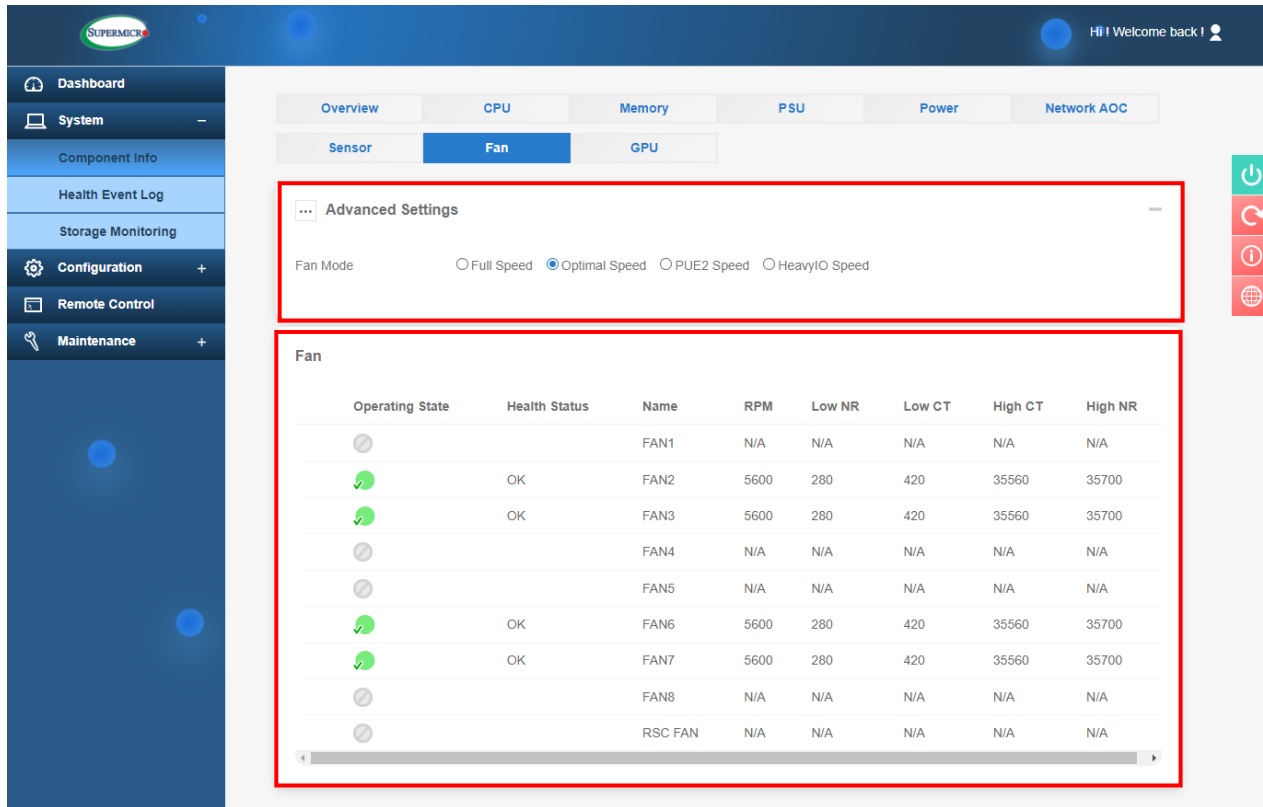 SUPERMICRO
Hi ! Welcome back !
Dashboard
System –
Component Info
Health Event Log
Storage Monitoring
Configuration +
Remote Control
Maintenance +
Overview CPU Memory PSU Power Network AOC
Sensor Fan GPU
... Advanced Settings –
Fan Mode Full Speed Optimal Speed PUE2 Speed HeavyIO Speed
Fan
Operating State Health Status Name RPM Low NR Low CT High CT High NR
FAN1 N/A N/A N/A N/A N/A
OK FAN2 5600 280 420 35560 35700
OK FAN3 5600 280 420 35560 35700
FAN4 N/A N/A N/A N/A N/A
FAN5 N/A N/A N/A N/A N/A
OK FAN6 5600 280 420 35560 35700
OK FAN7 5600 280 420 35560 35700
FAN8 N/A N/A N/A N/A N/A
RSC FAN N/A N/A N/A N/A N/A